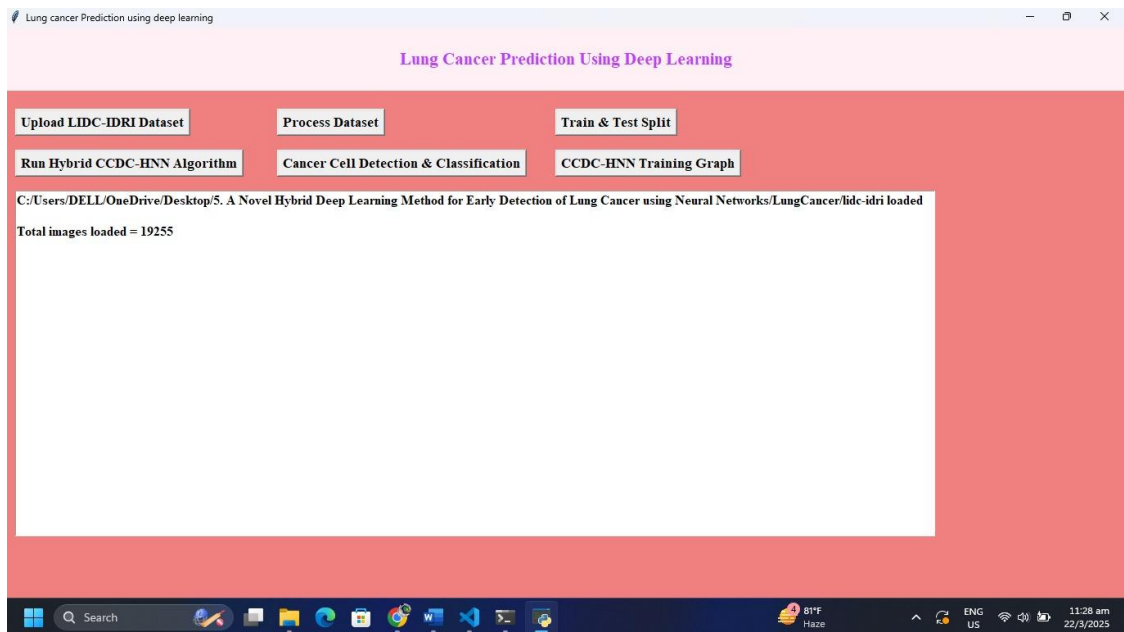 Lung cancer Prediction using deep learning
Lung Cancer Prediction Using Deep Learning
Upload LIDC-IDRI Dataset
Process Dataset
Train & Test Split
Run Hybrid CCDC-HNN Algorithm
Cancer Cell Detection & Classification
CCDC-HNN Training Graph
C:/Users/DELL/OneDrive/Desktop/5. A Novel Hybrid Deep Learning Method for Early Detection of Lung Cancer using Neural Networks/LungCancer/lidc-idri loaded
Total images loaded = 19255
Search
4
81°F
Haze
ENG
US
11:28 am
22/3/2025